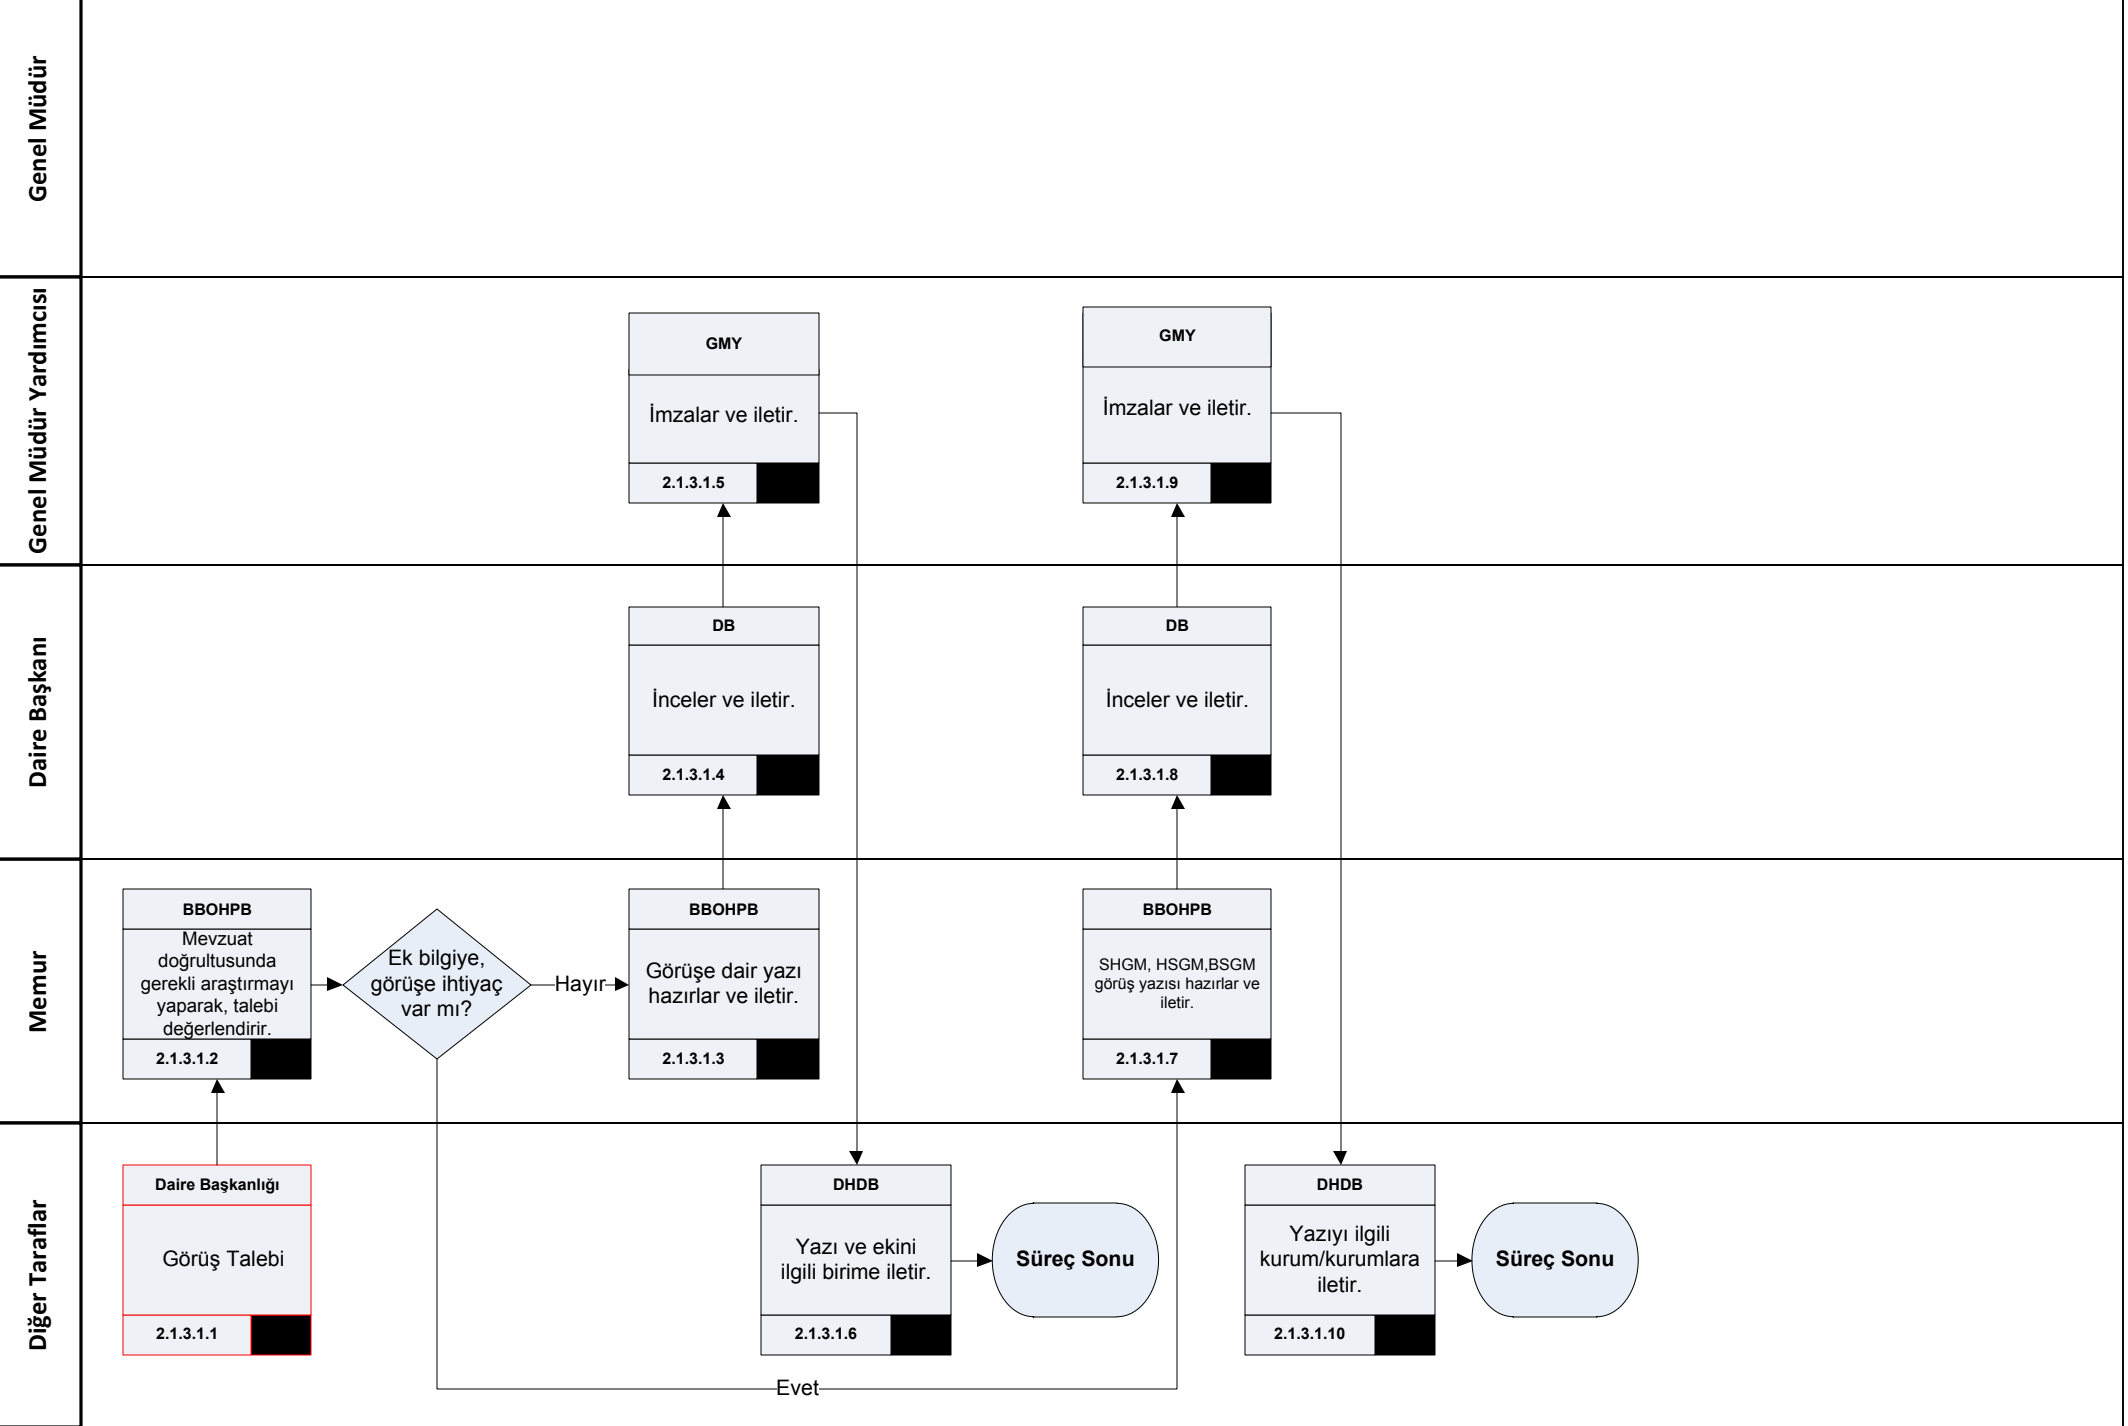 Genel Müdür
Genel Müdür Yardımcısı
GMY
İmzalar ve iletir.
2.1.3.1.5
GMY
İmzalar ve iletir.
2.1.3.1.9
Daire Başkanı
DB
İnceler ve iletir.
2.1.3.1.4
DB
İnceler ve iletir.
2.1.3.1.8
Memur
BBOHPB
Mevzuat
doğrultusunda
gerekli araştırmayı
yaparak, talebi
değerlendirir.
2.1.3.1.2
Ek bilgiye,
görüşe ihtiyaç
var mı?
Hayır
BBOHPB
Görüşe dair yazı
hazırlar ve iletir.
2.1.3.1.3
BBOHPB
SHGM, HSGM,BSGM
görüş yazısı hazırlar ve
iletir.
2.1.3.1.7
Diğer Taraflar
Daire Başkanlığı
Görüş Talebi
2.1.3.1.1
DHDB
Yazı ve ekini
ilgili birime iletir.
2.1.3.1.6
Süreç Sonu
DHDB
Yazıyı ilgili
kurum/kurumlara
iletir.
2.1.3.1.10
Süreç Sonu
Evet